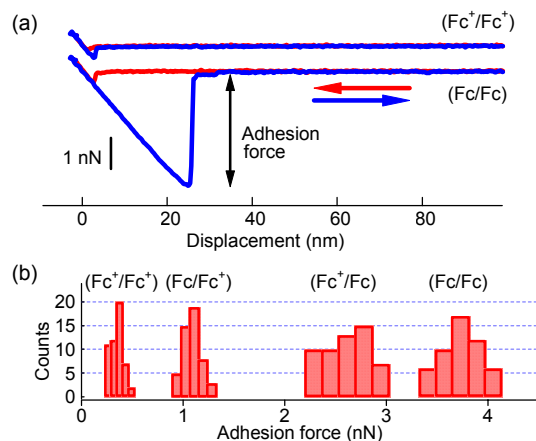 (a)
(Fc⁺/Fc⁺)
(Fc/Fc)
Adhesion
force
1 nN
0 20 40 60 80
Displacement (nm)
(b)
(Fc⁺/Fc⁺) (Fc/Fc⁺) (Fc⁺/Fc) (Fc/Fc)
20
15
10
5
0
Counts
0 1 2 3 4
Adhesion force (nN)